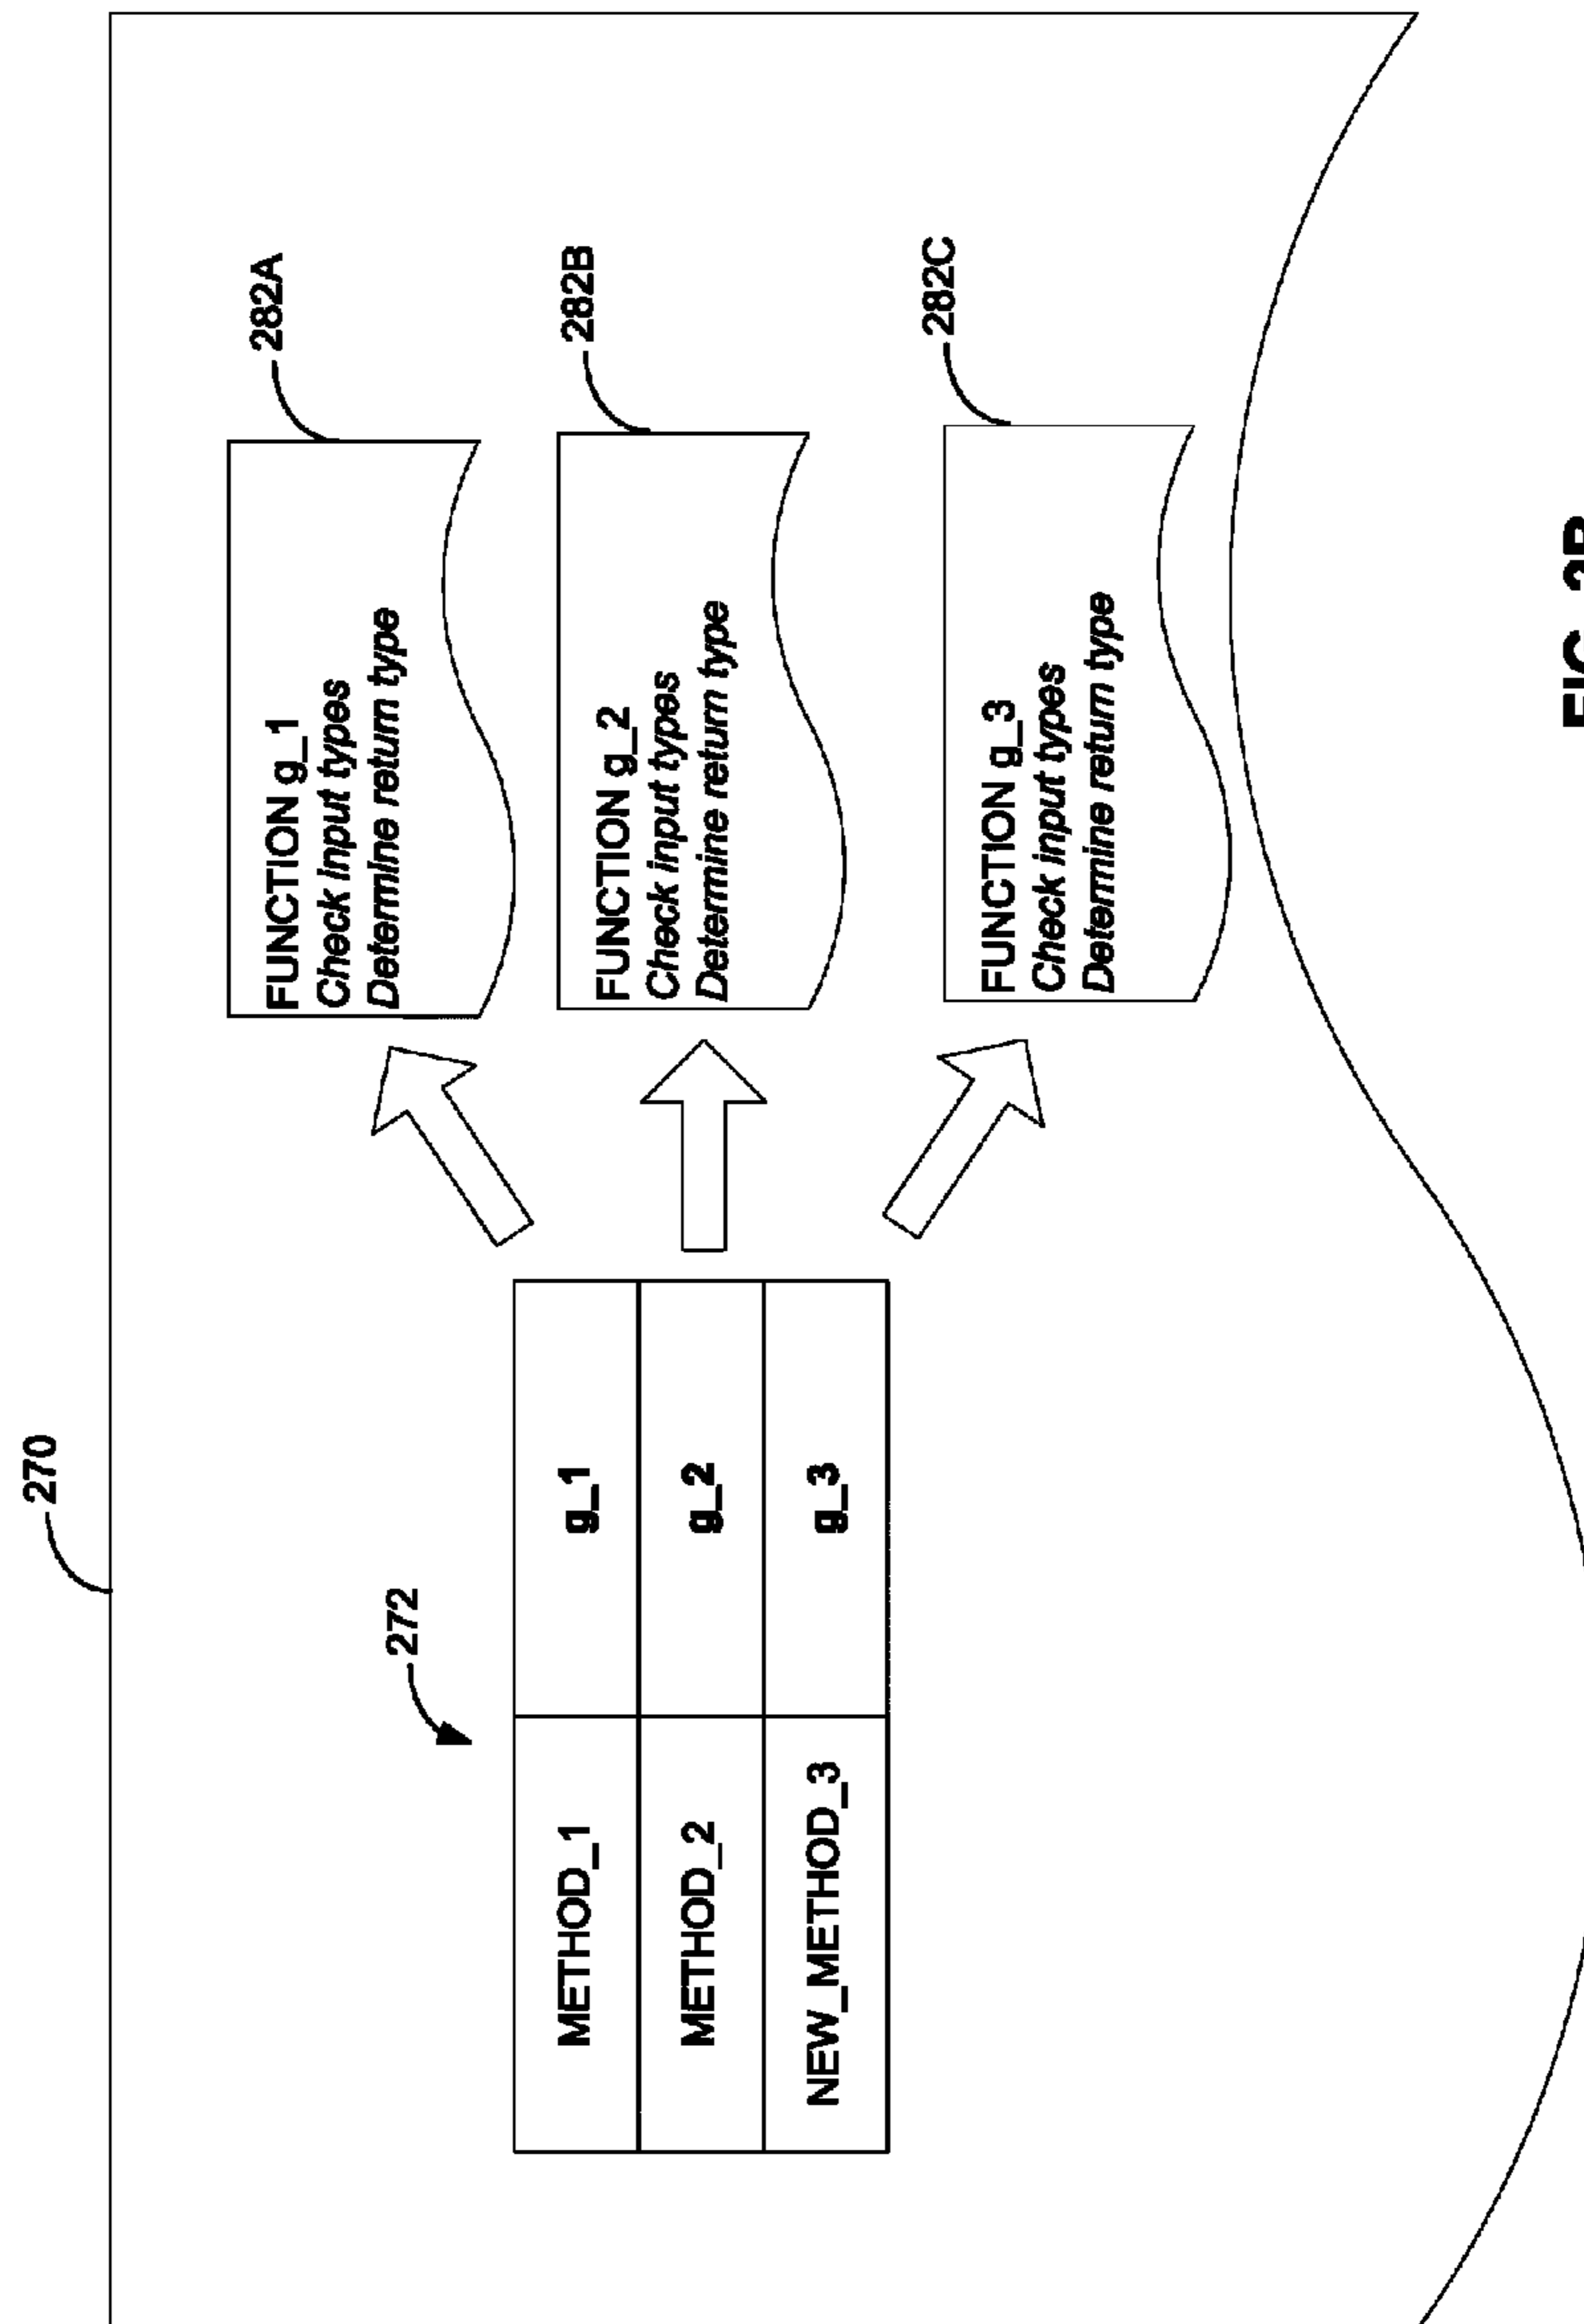 270
282A
FUNCTION g_1
Check input types
Determine return type
272
282B
METHOD_1 g_1
METHOD_2 g_2
NEW_METHOD_3 g_3
FUNCTION g_2
Check input types
Determine return type
282C
FUNCTION g_3
Check input types
Determine return type
FIG